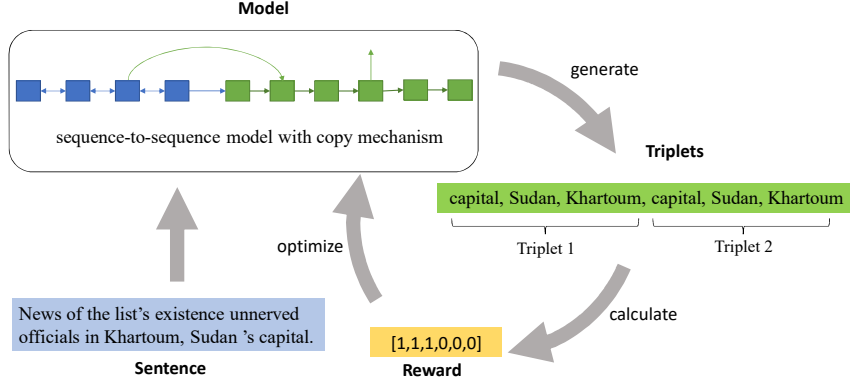 Model
sequence-to-sequence model with copy mechanism
generate
Triplets
capital, Sudan, Khartoum, capital, Sudan, Khartoum
Triplet 1
Triplet 2
optimize
calculate
News of the list’s existence unnerved
officials in Khartoum, Sudan ’s capital.
Sentence
[1,1,1,0,0,0]
Reward